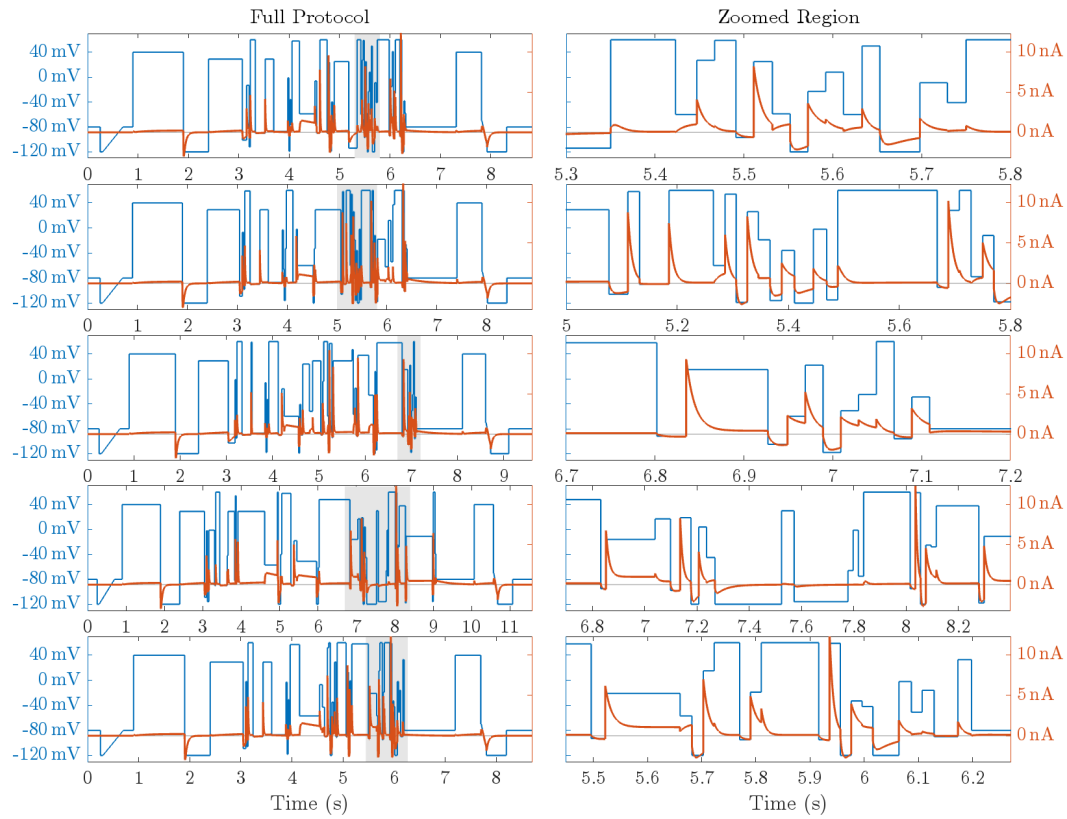 Full Protocol Zoomed Region
40 mV 10 nA
0 mV 5 nA
-40 mV
-80 mV 0 nA
-120 mV
0 1 2 3 4 5 6 7 8 5.3 5.4 5.5 5.6 5.7 5.8
40 mV 10 nA
0 mV 5 nA
-40 mV
-80 mV 0 nA
-120 mV
0 1 2 3 4 5 6 7 8 5 5.2 5.4 5.6 5.8
40 mV 10 nA
0 mV 5 nA
-40 mV
-80 mV 0 nA
-120 mV
0 1 2 3 4 5 6 7 8 9 6.7 6.8 6.9 7 7.1 7.2
40 mV 10 nA
0 mV 5 nA
-40 mV
-80 mV 0 nA
-120 mV
1 2 3 4 5 6 7 8 9 10 11 6.8 7 7.2 7.4 7.6 7.8 8 8.2
40 mV 10 nA
0 mV 5 nA
-40 mV
-80 mV 0 nA
-120 mV
0 1 2 3 4 5 6 7 8 5.5 5.6 5.7 5.8 5.9 6 6.1 6.2
Time (s) Time (s)